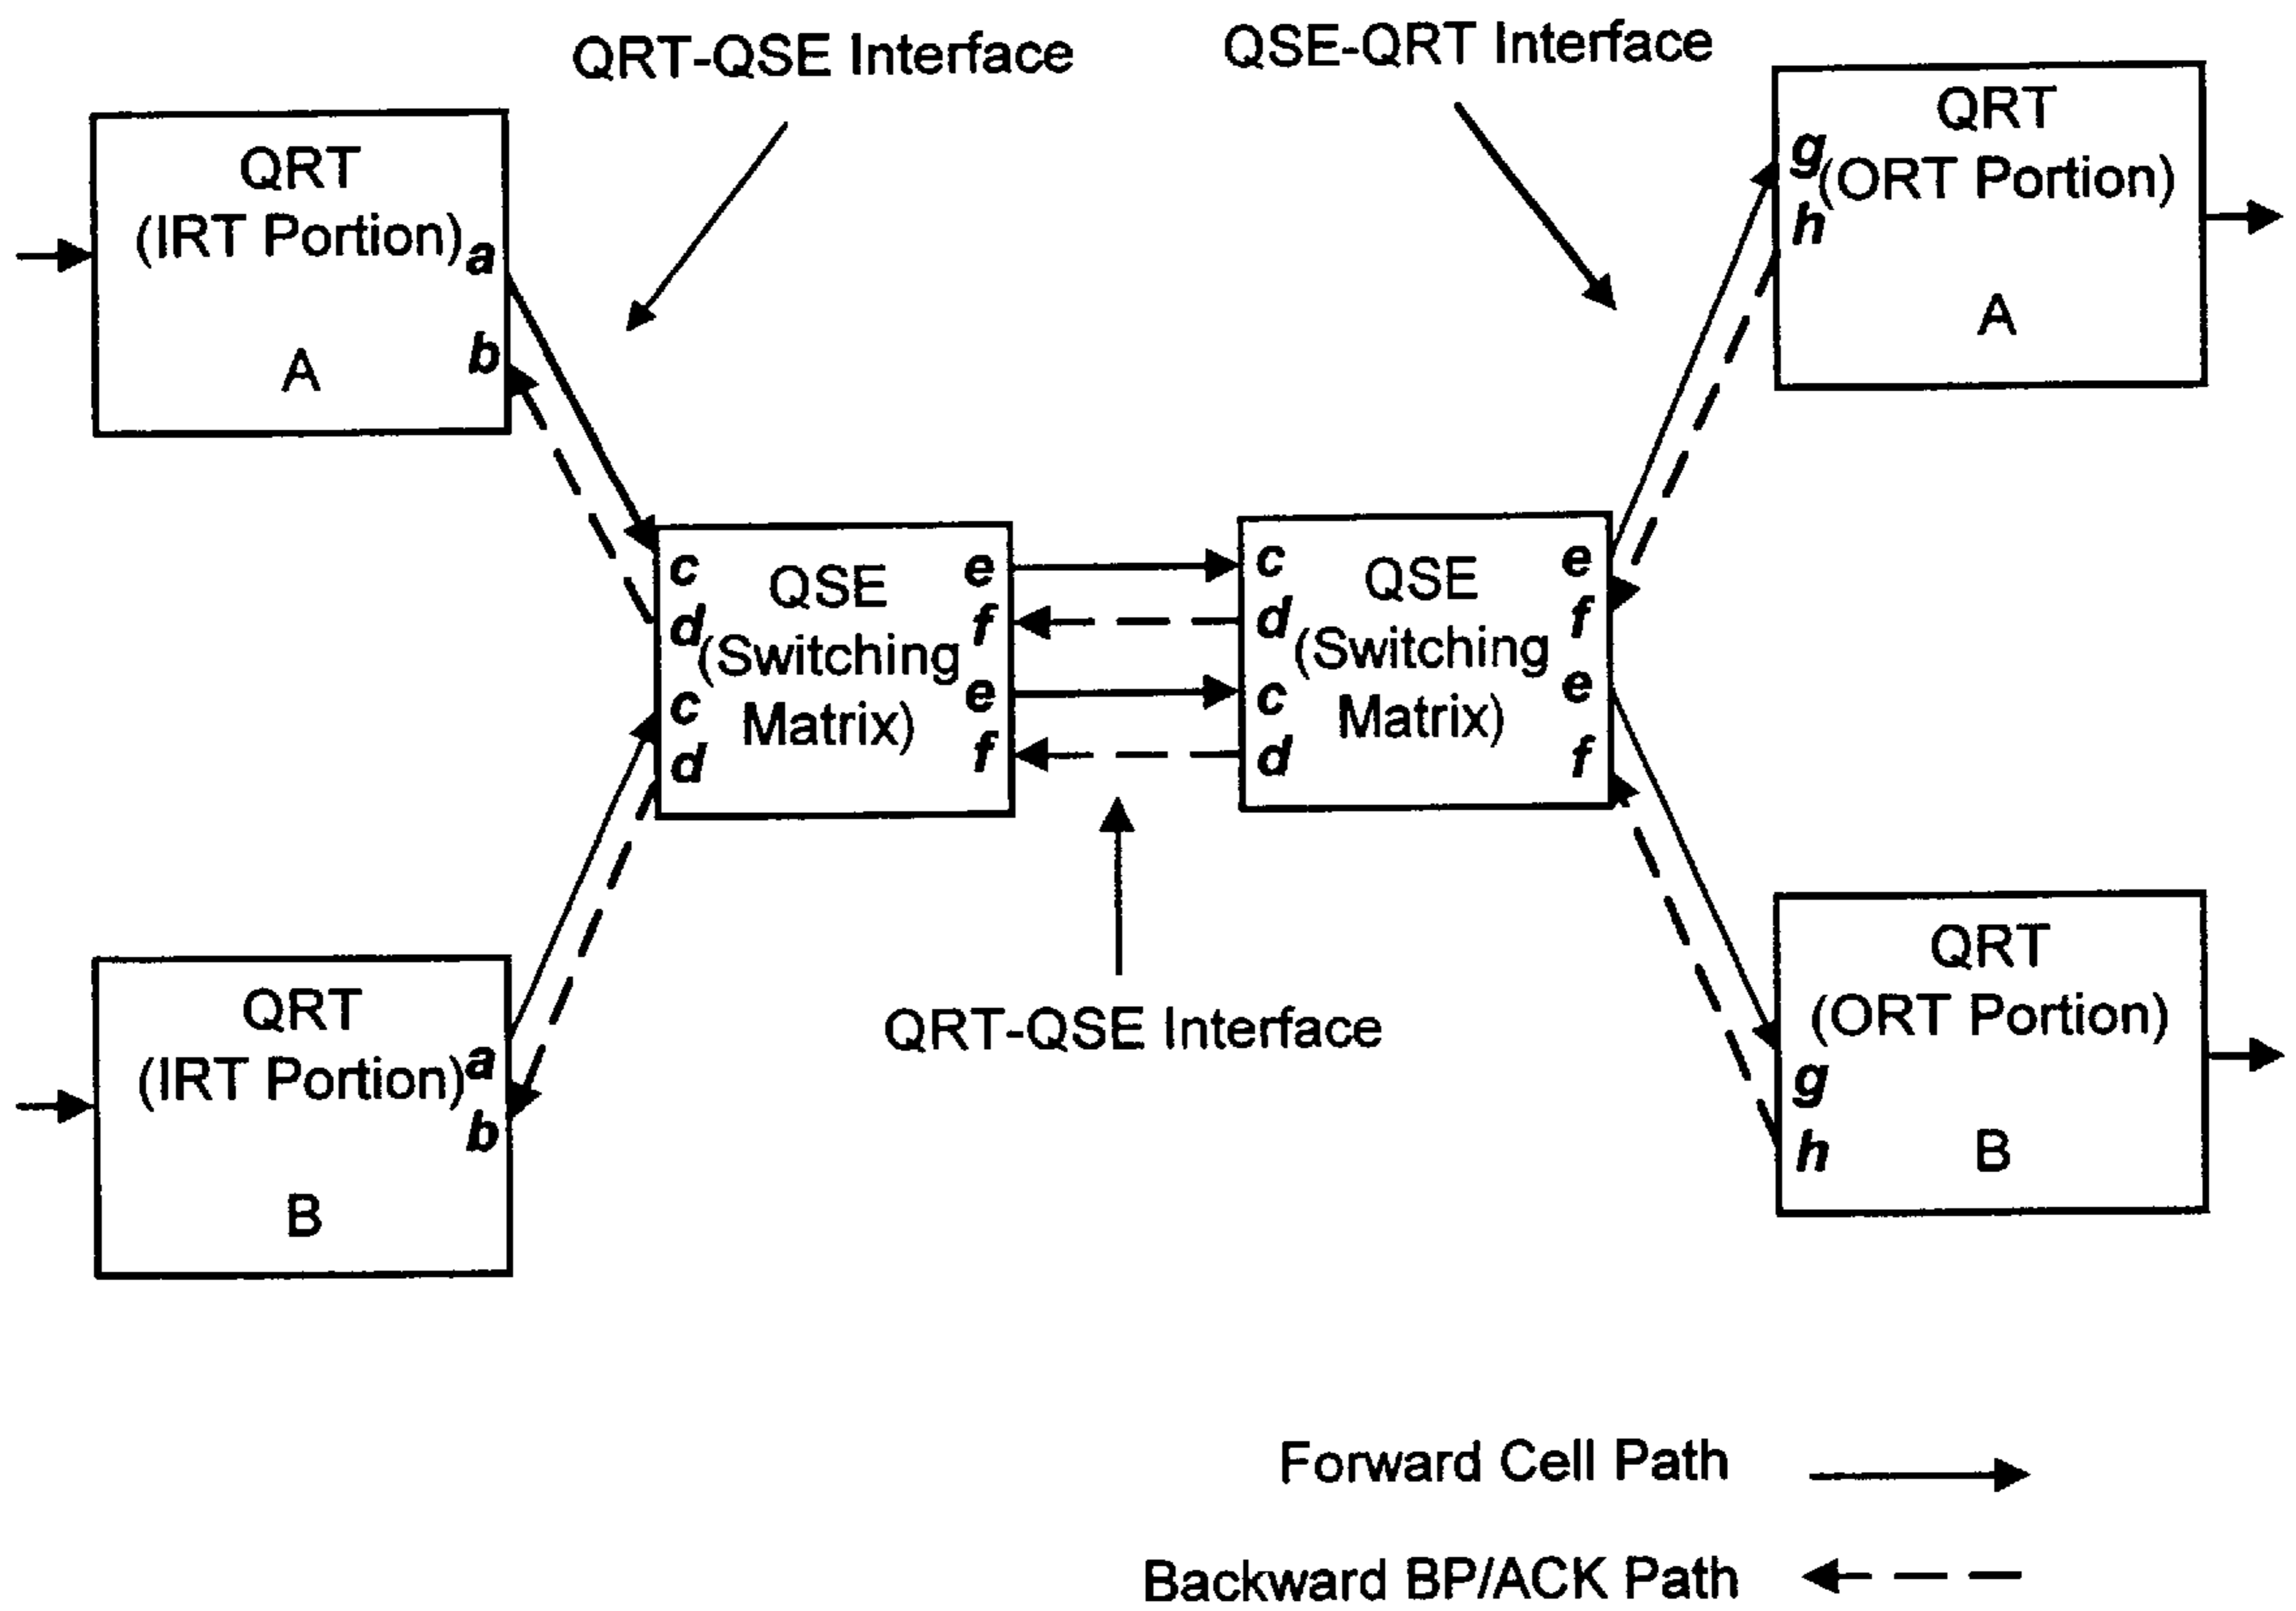 QRT-QSE Interface
QSE-QRT Interface
QRT
(IRT Portion)
a
b
A
QRT
g
(ORT Portion)
h
A
c
QSE
e
d
(Switching
f
c
Matrix)
e
d
f
c
QSE
e
d
(Switching
f
c
Matrix)
e
d
f
QRT
(IRT Portion)
a
b
B
QRT-QSE Interface
QRT
(ORT Portion)
g
h
B
Forward Cell Path
Backward BP/ACK Path